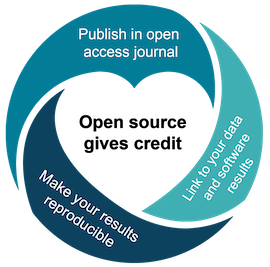 Publish in open
access journal
Open source
gives credit
Link to your data
and software
results
Make your results
reproducible